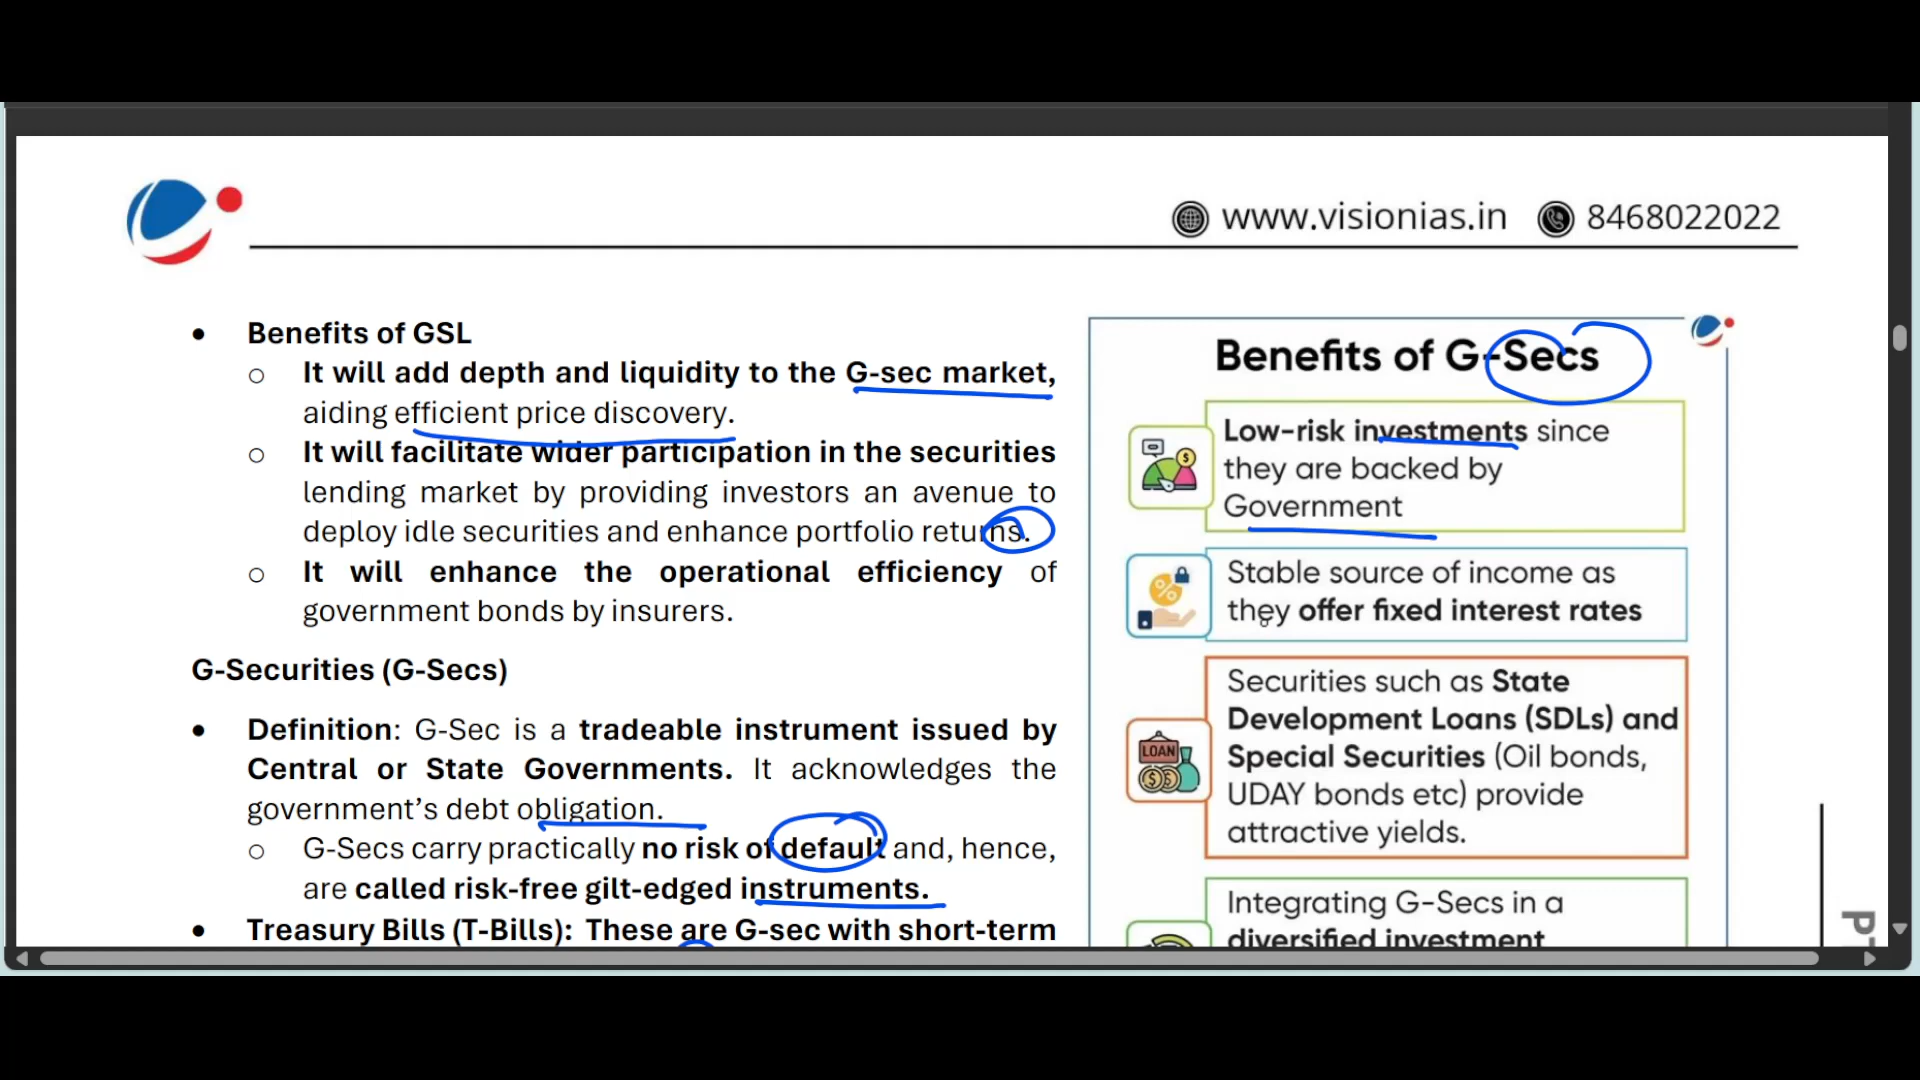 www.visionias.in 8468022022
• Benefits of GSL
○ It will add depth and liquidity to the G-sec market,
aiding efficient price discovery.
○ It will facilitate wider participation in the securities
lending market by providing investors an avenue to
deploy idle securities and enhance portfolio returns.
○ It will enhance the operational efficiency of
government bonds by insurers.
G-Securities (G-Secs)
• Definition: G-Sec is a tradeable instrument issued by
Central or State Governments. It acknowledges the
government's debt obligation.
○ G-Secs carry practically no risk of default and, hence,
are called risk-free gilt-edged instruments.
• Treasury Bills (T-Bills): These are G-sec with short-term
Benefits of G-Secs
Low-risk investments since
they are backed by
Government
Stable source of income as
they offer fixed interest rates
LOAN
Securities such as State
Development Loans (SDLs) and
Special Securities (Oil bonds,
UDAY bonds etc) provide
attractive yields.
Integrating G-Secs in a
diversified investment